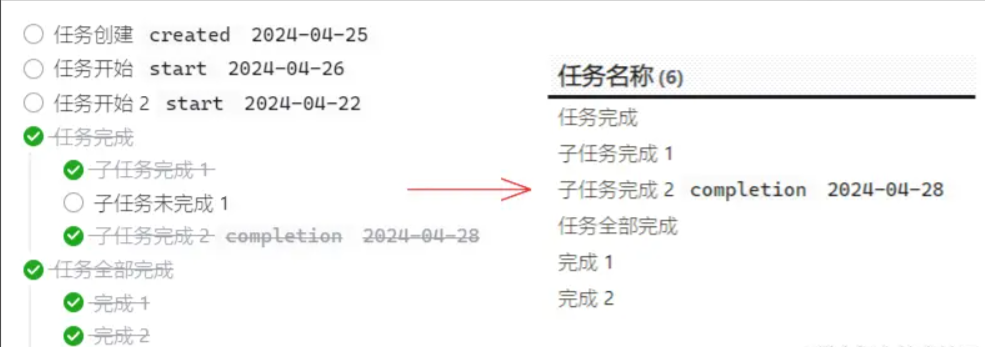 任务创建 created 2024-04-25
任务开始 start 2024-04-26
任务开始 2 start 2024-04-22
任务完成
子任务完成 1
子任务未完成 1
子任务完成 2 completion 2024-04-28
任务全部完成
完成 1
完成 2
任务名称 (6)
任务完成
子任务完成 1
子任务完成 2 completion 2024-04-28
任务全部完成
完成 1
完成 2